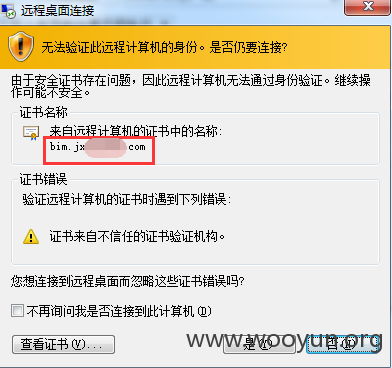 远程桌面连接
无法验证此远程计算机的身份。是否仍要连接?
由于安全证书存在问题，因此远程计算机无法通过身份验证。继续操
作可能不安全。
证书名称
来自远程计算机的证书中的名称:
bim.jx com
证书错误
验证远程计算机的证书时遇到下列错误:
证书来自不信任的证书验证机构。
您想连接到远程桌面而忽略这些证书错误吗?
不再询问我是否连接到此计算机(D)
查看证书(V)... 是(Y) 否(N)
www.wooyun.org